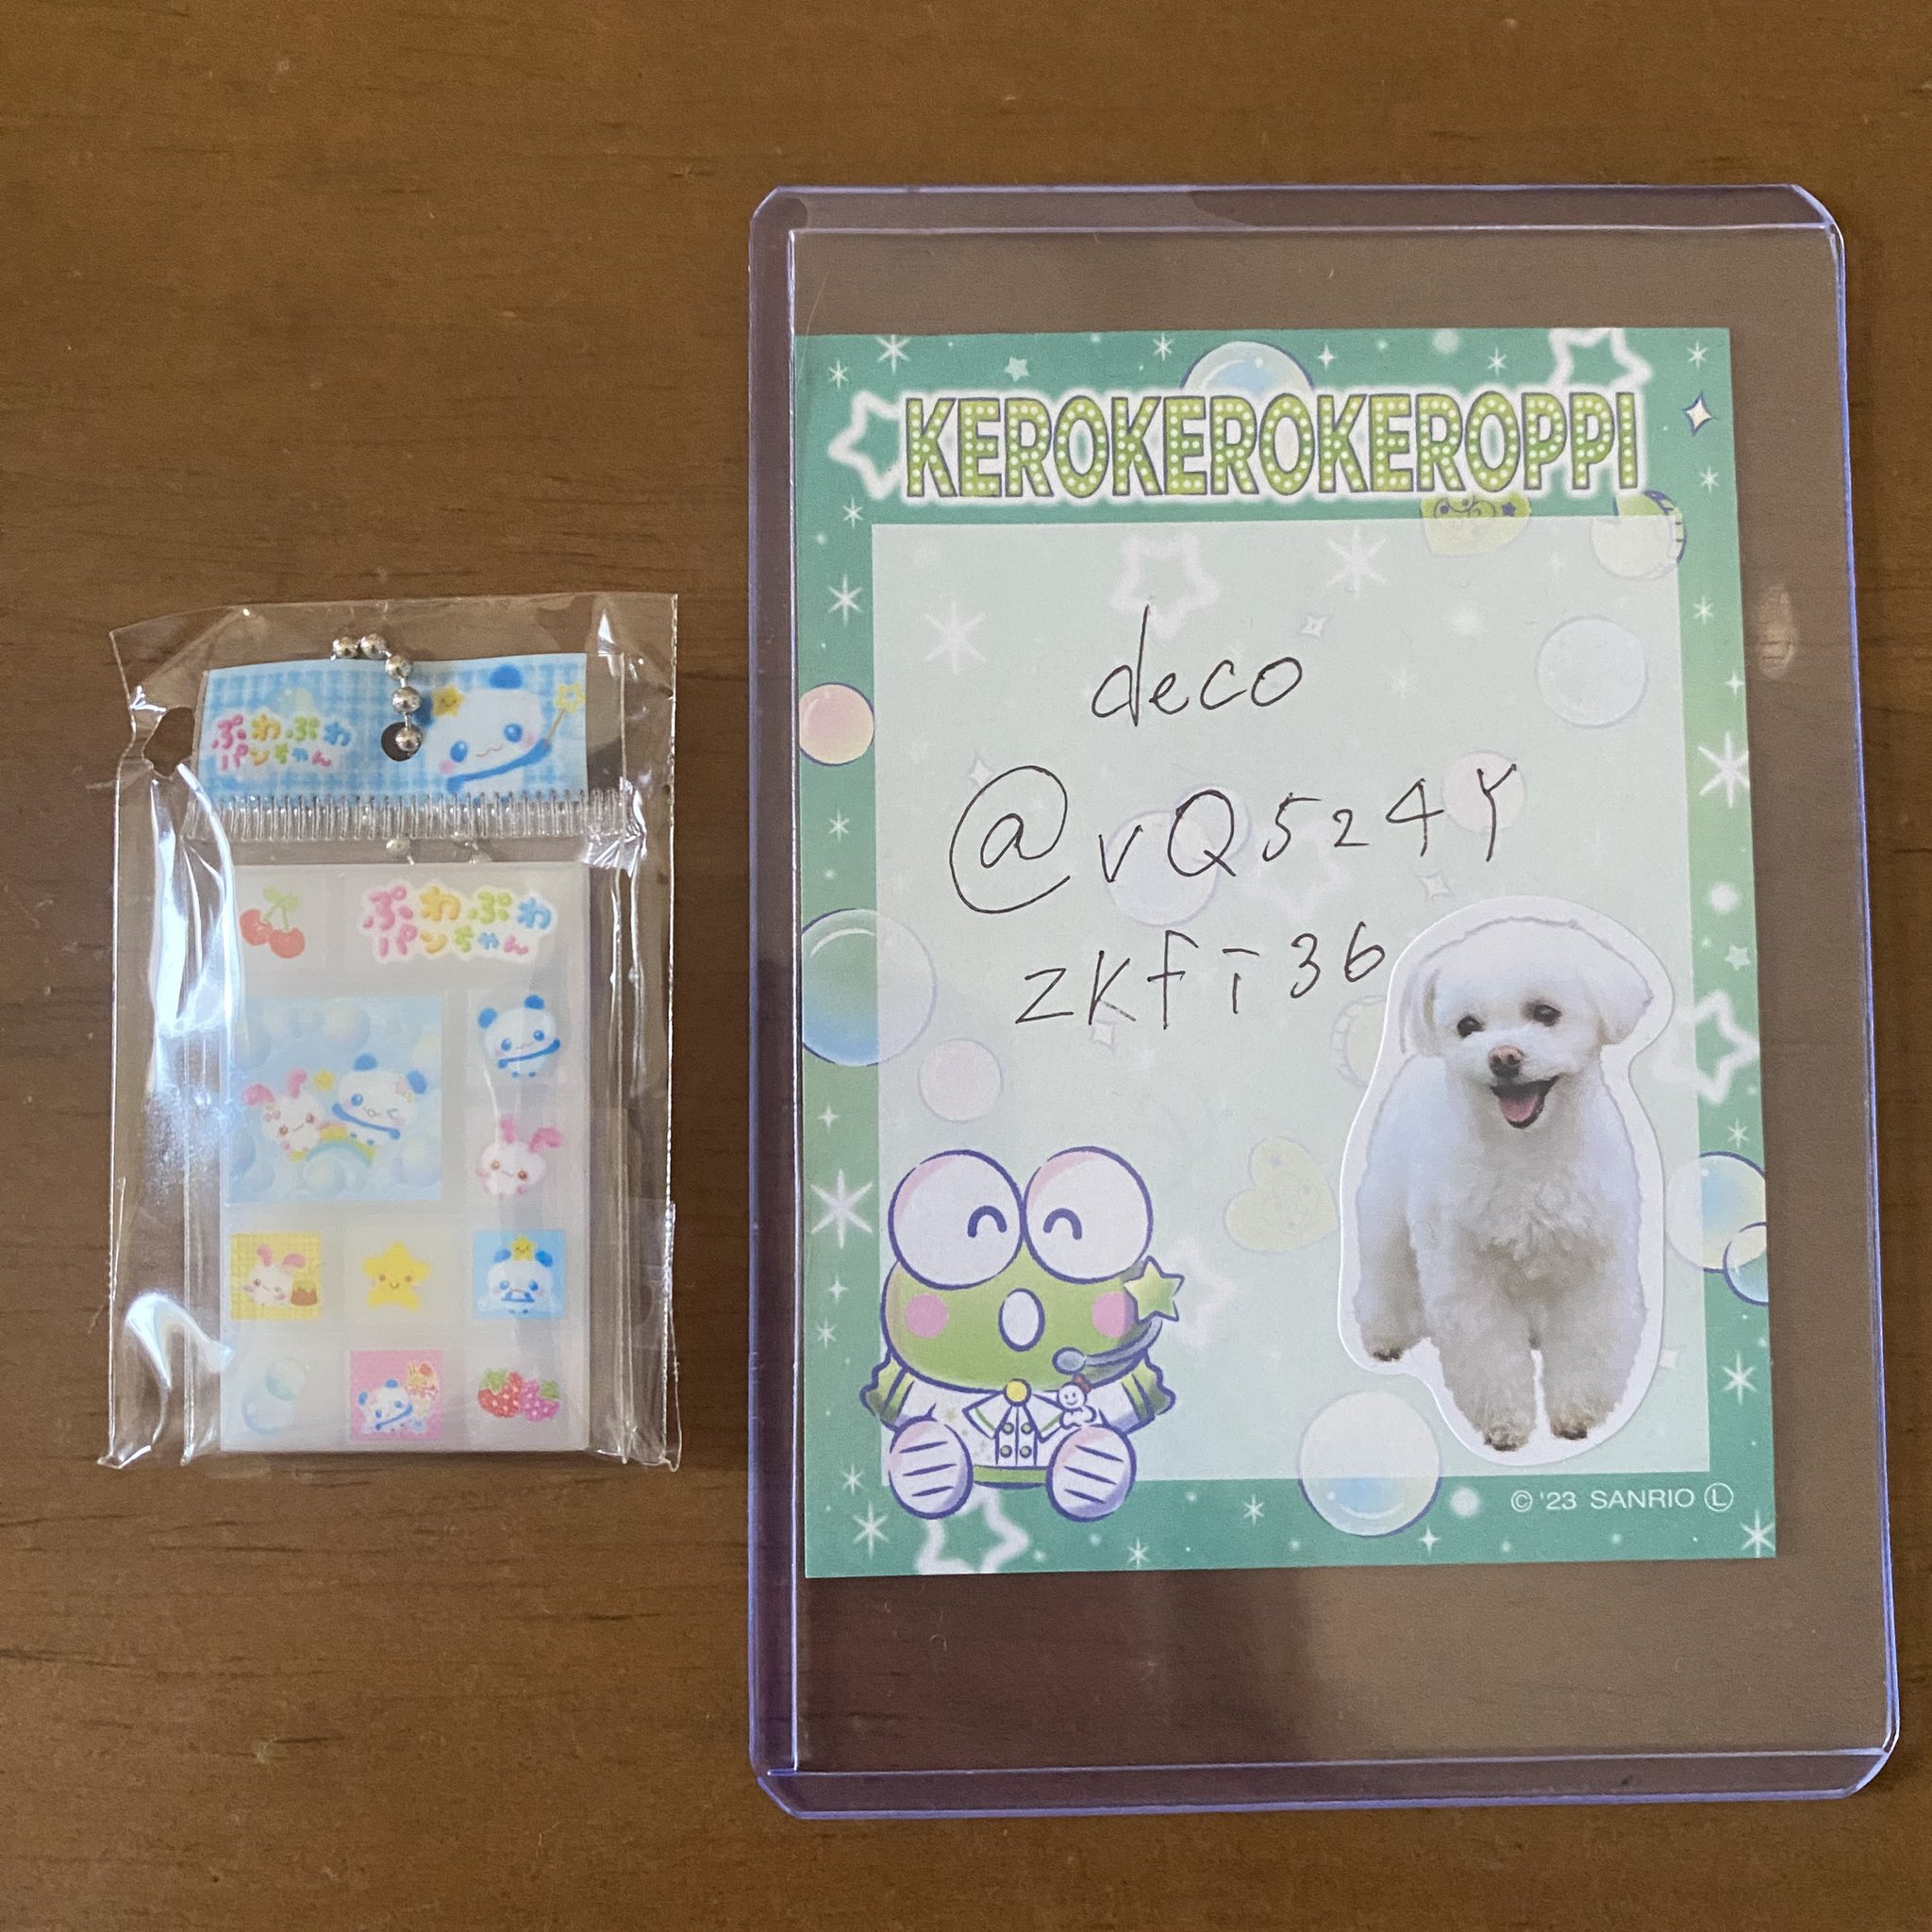 ぷわぷわ
パンちゃん
ぷわぷわ
パンちゃん
KEROKEROKEROPPI
deco
@vQ524Y
zkfi36
© '23 SANRIO Ⓛ